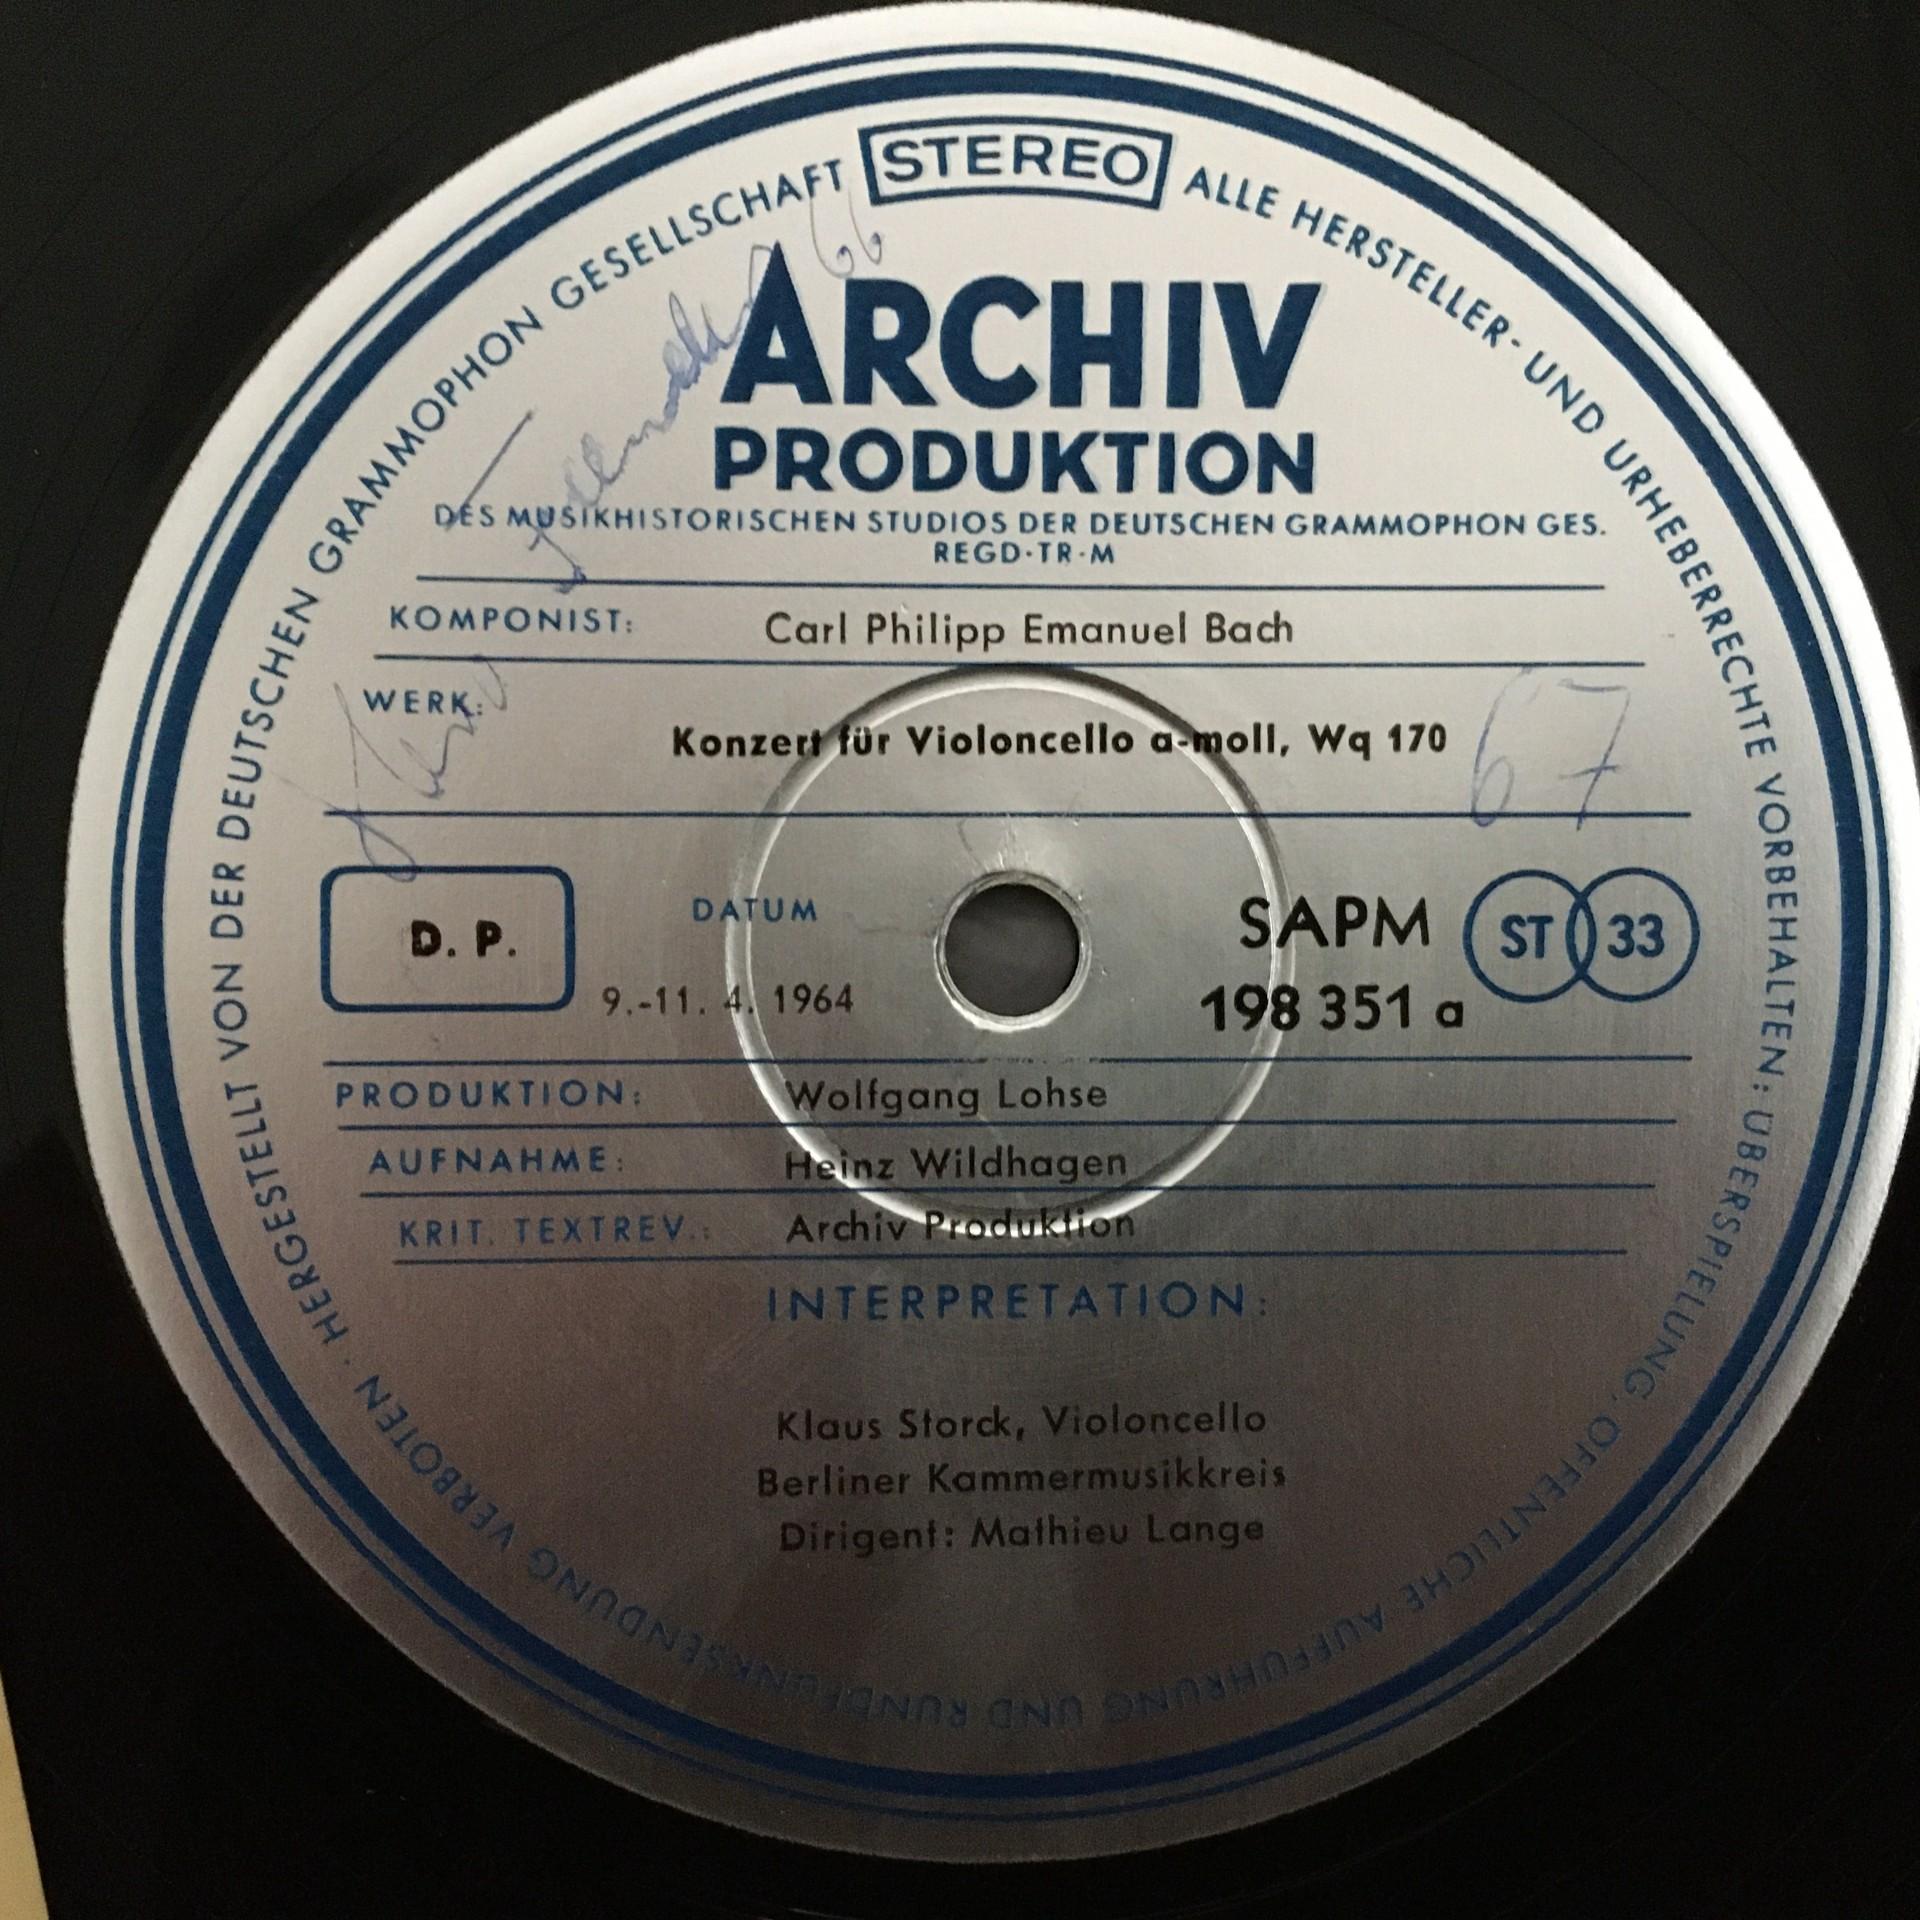 STEREO
HERGESTELLT VON DER DEUTSCHEN GRAMMOPHON GESELLSCHAFT
ALLE HERSTELLER- UND URHEBERRECHTE VORBEHALTEN; ÜBERSPIELUNG, ÖFFENTLICHE AUFFÜHRUNG UND RUNDFUNKSENDUNG VERBOTEN ·
66
ARCHIV
PRODUKTION
DES MUSIKHISTORISCHEN STUDIOS DER DEUTSCHEN GRAMMOPHON GES.
REGD·TR·M
KOMPONIST: Carl Philipp Emanuel Bach
WERK:
Konzert für Violoncello a-moll, Wq 170
67
D. P.
DATUM
9.-11. 4. 1964
SAPM
198 351 a
ST 33
PRODUKTION: Wolfgang Lohse
AUFNAHME: Heinz Wildhagen
KRIT. TEXTREV.: Archiv Produktion
INTERPRETATION:
Klaus Storck, Violoncello
Berliner Kammermusikkreis
Dirigent: Mathieu Lange